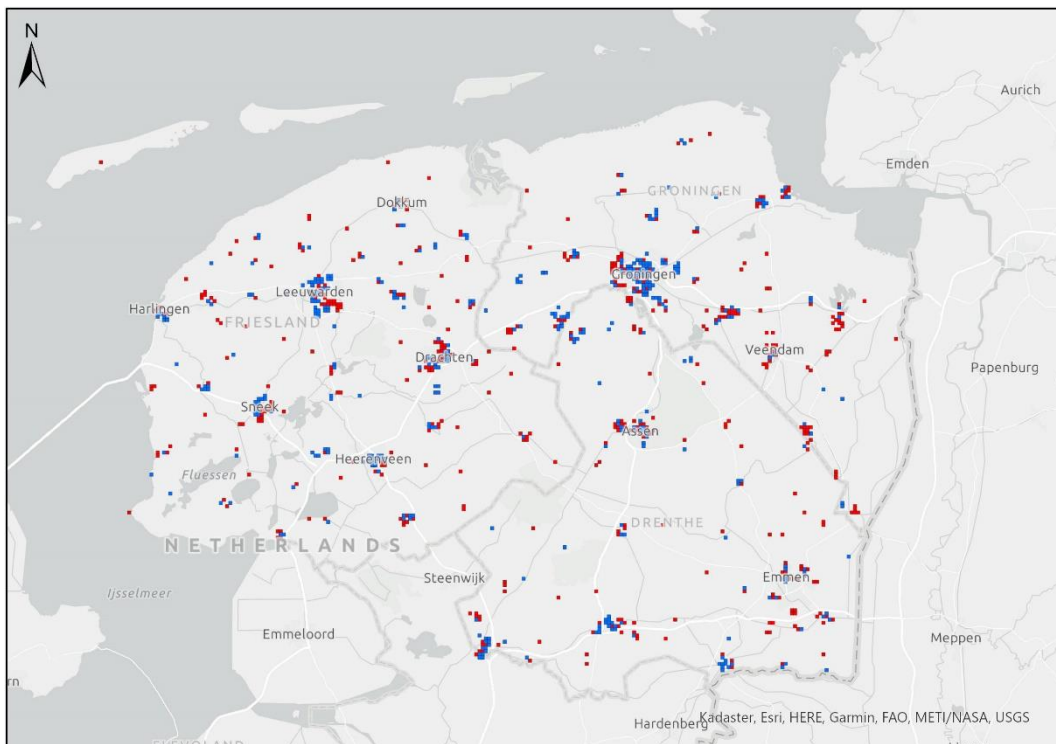 N
Aurich
Emden
GRONINGEN
Dokkum
Groningen
Leeuwarden
Harlingen
FRIESLAND
Veendam
Drachten
Papenburg
Sneek
Assen
Heerenveen
Fluessen
DRENTHE
NETHERLANDS
Steenwijk
Emmen
Ijsselmeer
Emmeloord
Meppen
rn
Hardenberg
Kadaster, Esri, HERE, Garmin, FAO, METI/NASA, USGS